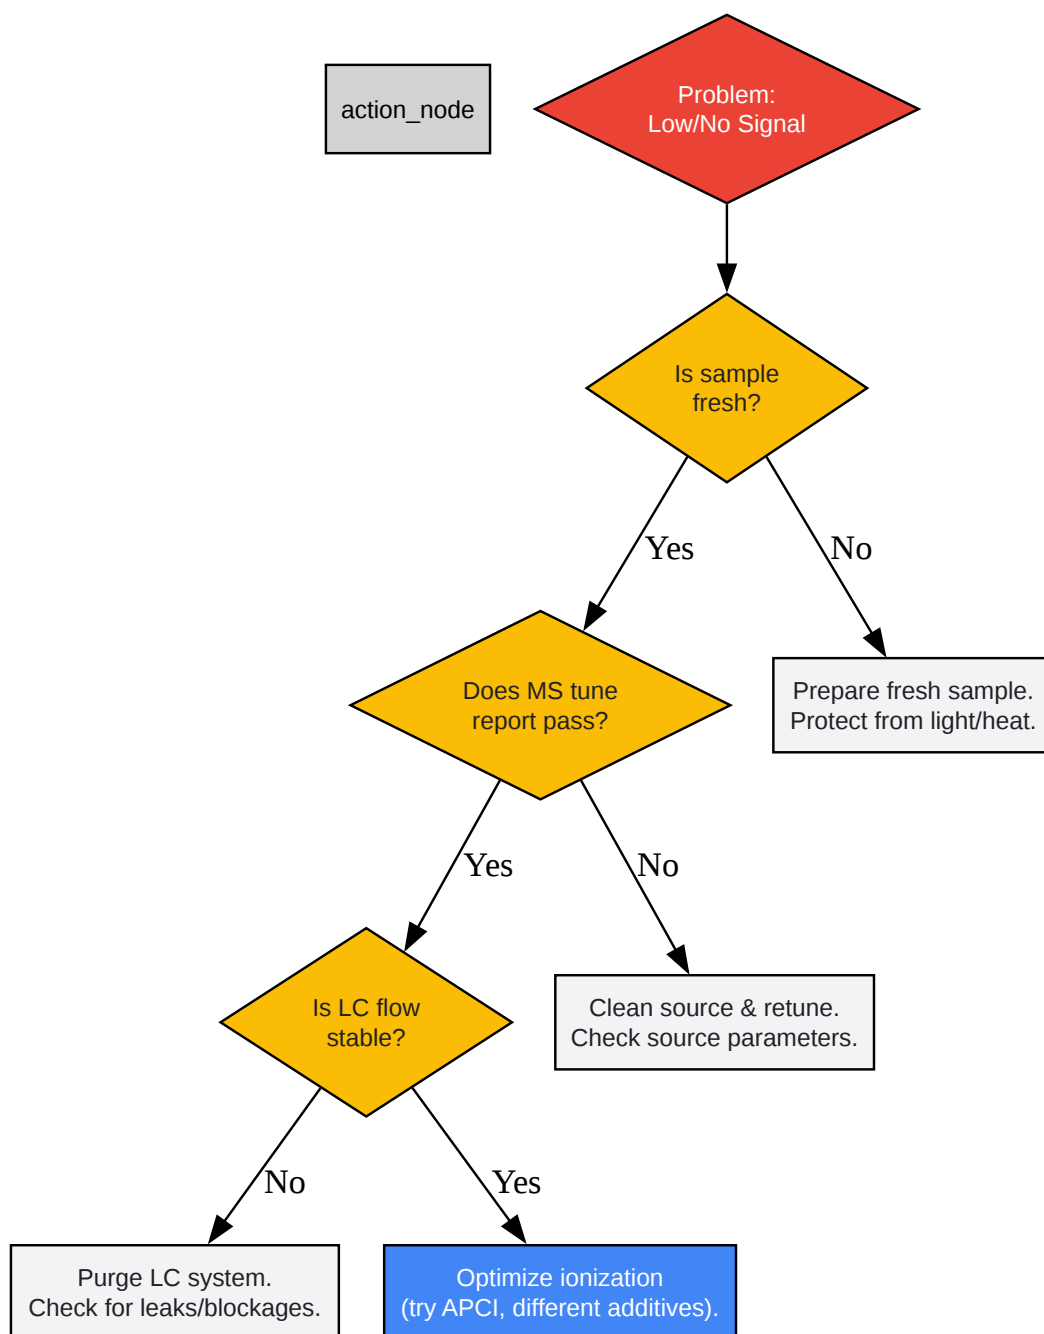 action_node
Problem:
Low/No Signal
Is sample
fresh?
Yes
No
Does MS tune
report pass?
Prepare fresh sample.
Protect from light/heat.
Yes
No
Is LC flow
stable?
Clean source & retune.
Check source parameters.
No
Yes
Purge LC system.
Check for leaks/blockages.
Optimize ionization
(try APCI, different additives).